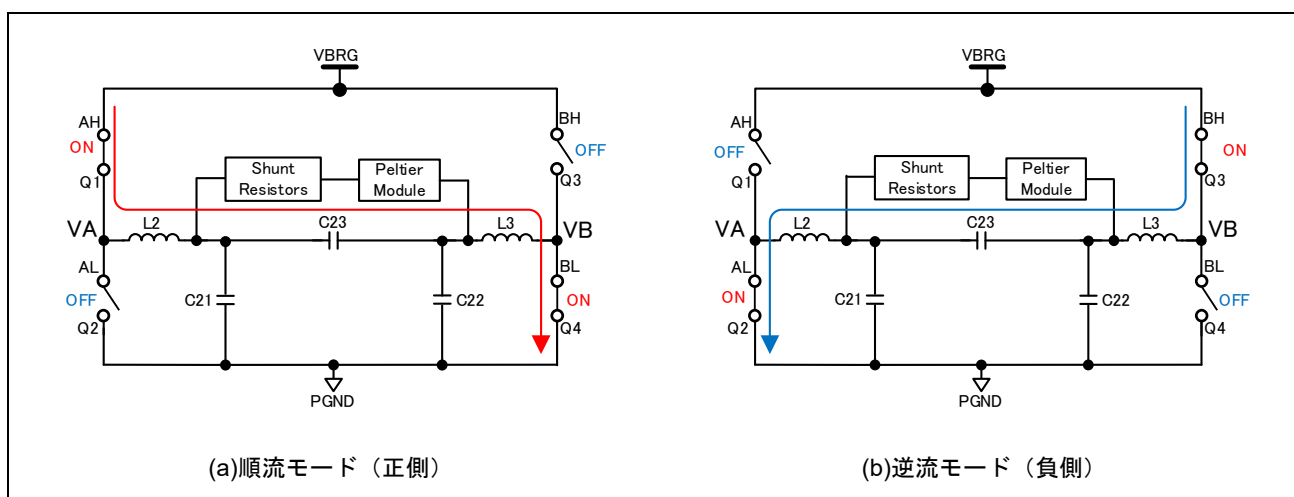 VBRG
AH
ON
Q1
BH
OFF
Q3
Shunt
Resistors
Peltier
Module
VA
L2
C23
L3
VB
AL
OFF
Q2
C21
C22
BL
ON
Q4
PGND
(a)順流モード（正側）
VBRG
AH
OFF
Q1
BH
ON
Q3
Shunt
Resistors
Peltier
Module
VA
L2
C23
L3
VB
AL
ON
Q2
C21
C22
BL
OFF
Q4
PGND
(b)逆流モード（負側）